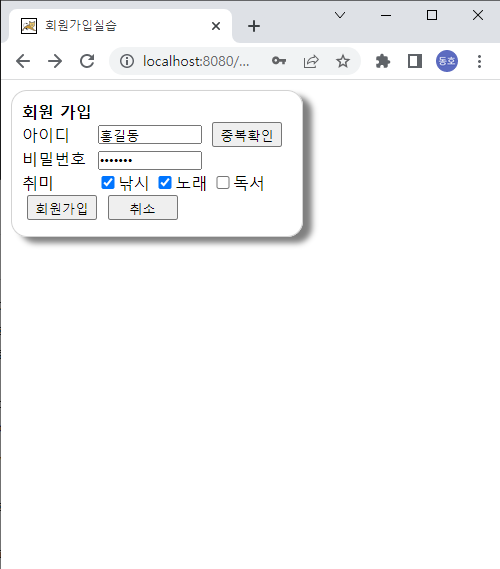 회원가입실습
localhost:8080/...
동호
회원 가입
아이디 홍길동 중복확인
비밀번호 •••••••
취미 낚시 노래 독서
회원가입 취소